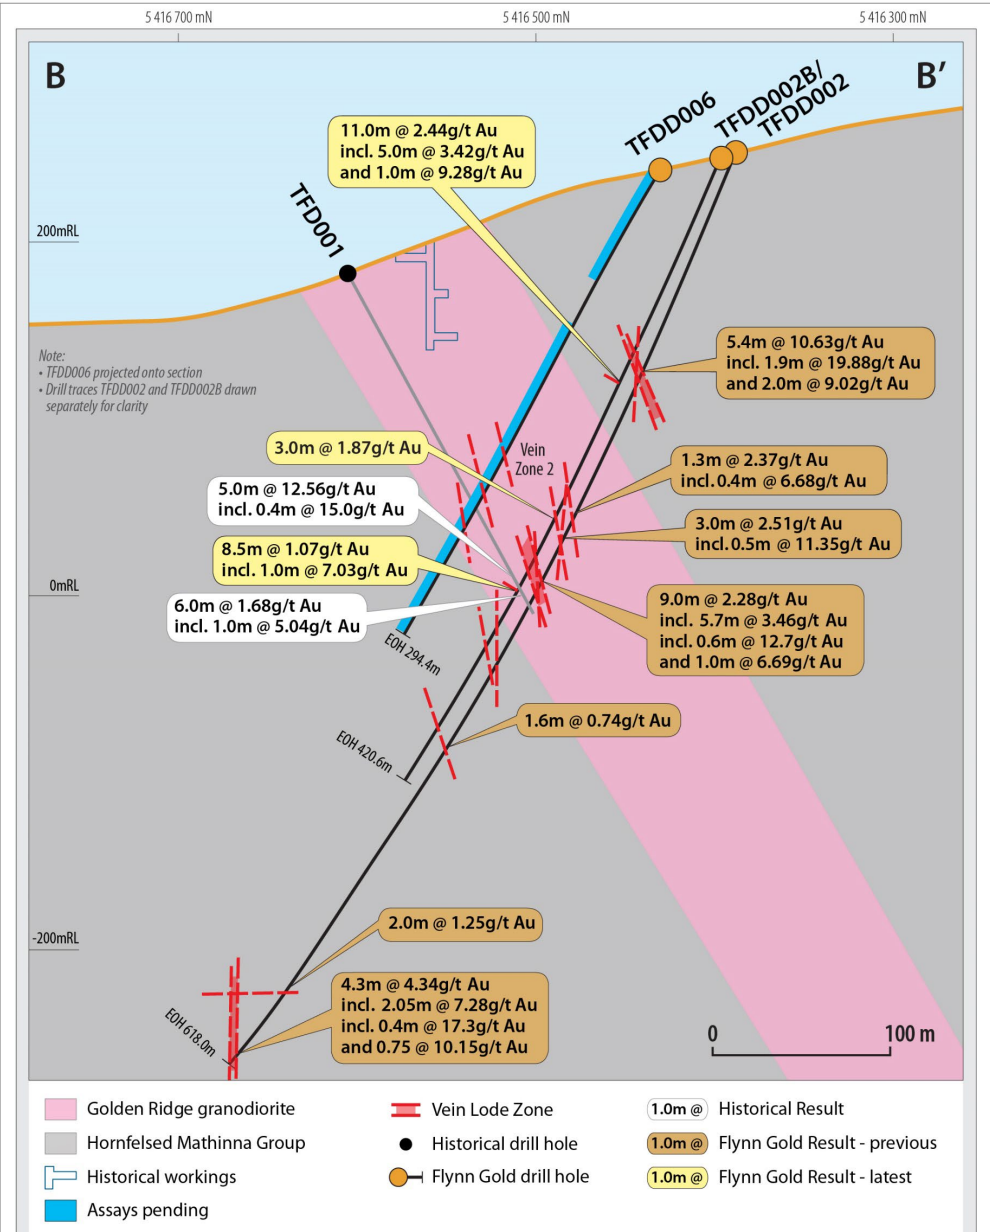 5 416 700 mN
5 416 500 mN
5 416 300 mN
B
B′
TFDD006
TFDD002B/
TFDD002
11.0m @ 2.44g/t Au
incl. 5.0m @ 3.42g/t Au
and 1.0m @ 9.28g/t Au
TFD001
200mRL
Note:
• TFDD006 projected onto section
• Drill traces TFDD002 and TFDD002B drawn
separately for clarity
5.4m @ 10.63g/t Au
incl. 1.9m @ 19.88g/t Au
and 2.0m @ 9.02g/t Au
3.0m @ 1.87g/t Au
Vein
Zone 2
1.3m @ 2.37g/t Au
incl.0.4m @ 6.68g/t Au
5.0m @ 12.56g/t Au
incl. 0.4m @ 15.0g/t Au
3.0m @ 2.51g/t Au
incl.0.5m @ 11.35g/t Au
8.5m @ 1.07g/t Au
incl. 1.0m @ 7.03g/t Au
0mRL
6.0m @ 1.68g/t Au
incl. 1.0m @ 5.04g/t Au
9.0m @ 2.28g/t Au
incl. 5.7m @ 3.46g/t Au
incl. 0.6m @ 12.7g/t Au
and 1.0m @ 6.69g/t Au
EOH 294.4m
1.6m @ 0.74g/t Au
EOH 420.6m
2.0m @ 1.25g/t Au
-200mRL
4.3m @ 4.34g/t Au
incl. 2.05m @ 7.28g/t Au
incl. 0.4m @ 17.3g/t Au
and 0.75 @ 10.15g/t Au
EOH 618.0m
0
100 m
Golden Ridge granodiorite
Hornfelsed Mathinna Group
Historical workings
Assays pending
Vein Lode Zone
Historical drill hole
Flynn Gold drill hole
1.0m @ Historical Result
1.0m @ Flynn Gold Result - previous
1.0m @ Flynn Gold Result - latest